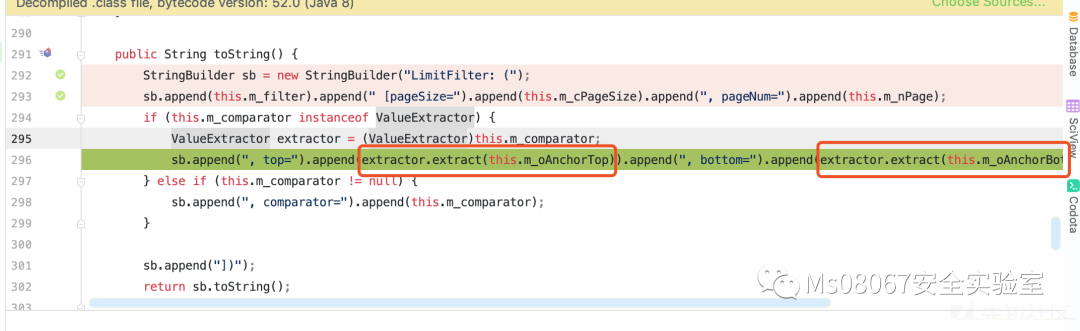 Decompiled .class file, bytecode version: 52.0 (Java 8) Choose Sources...
290
291 public String toString() {
292 StringBuilder sb = new StringBuilder("LimitFilter: (");
293 sb.append(this.m_filter).append(" [pageSize=").append(this.m_cPageSize).append(", pageNum=").append(this.m_nPage);
294 if (this.m_comparator instanceof ValueExtractor) {
295 ValueExtractor extractor = (ValueExtractor)this.m_comparator;
296 sb.append(", top=").append(extractor.extract(this.m_oAnchorTop)).append(", bottom=").append(extractor.extract(this.m_oAnchorBot
297 } else if (this.m_comparator != null) {
298 sb.append(", comparator=").append(this.m_comparator);
299 }
300
301 sb.append("])");
302 return sb.toString();
303
Database
SciView
Codota
Ms08067安全实验室
先知社区